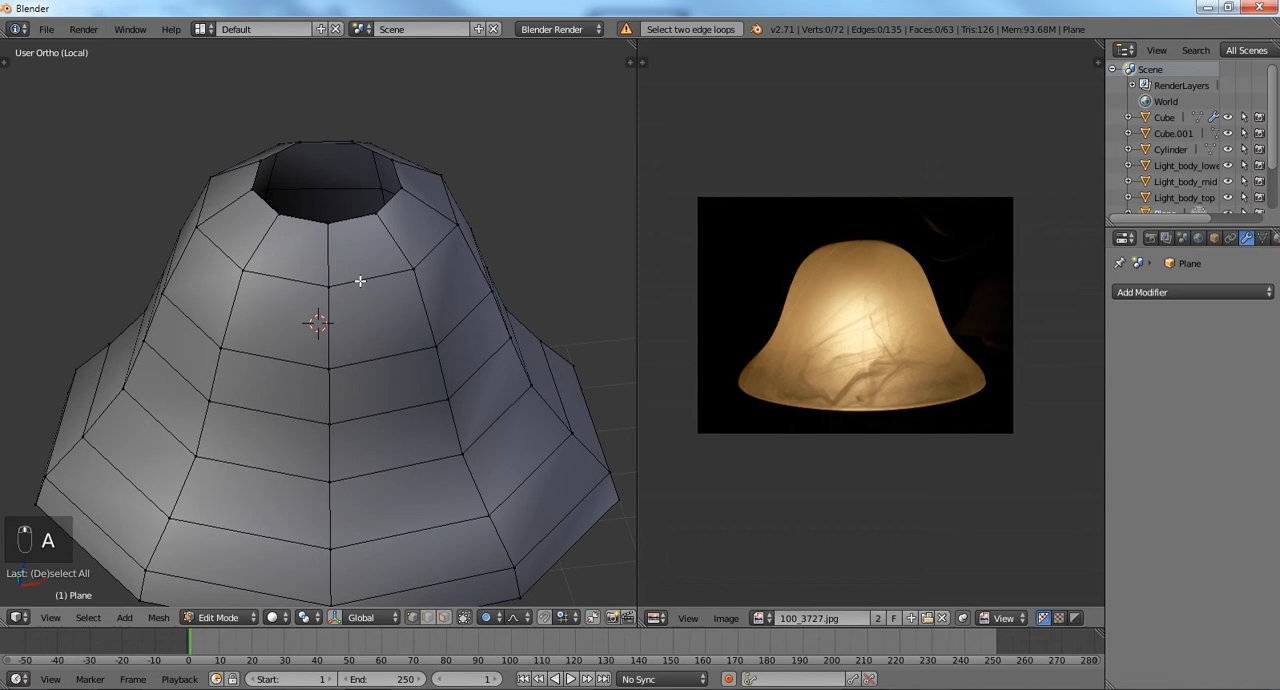 Blender
File Render Window Help Default Scene Blender Render Select two edge loops v2.71 | Verts:0/72 | Edges:0/135 | Faces:0/63 | Tris:126 | Mem:93.68M | Plane
User Ortho (Local)
View Search All Scenes
Scene
RenderLayers
World
Cube
Cube.001
Cylinder
Light_body_lowe
Light_body_mid
Light_body_top
Plane
Add Modifier
A
Last: (De)select All
(1) Plane
View Select Add Mesh Edit Mode Global View Image 100_3727.jpg 2 F View
-50 -40 -30 -20 -10 0 10 20 30 40 50 60 70 80 90 100 110 120 130 140 150 160 170 180 190 200 210 220 230 240 250 260 270 280
View Marker Frame Playback Start: 1 End: 250 1 No Sync